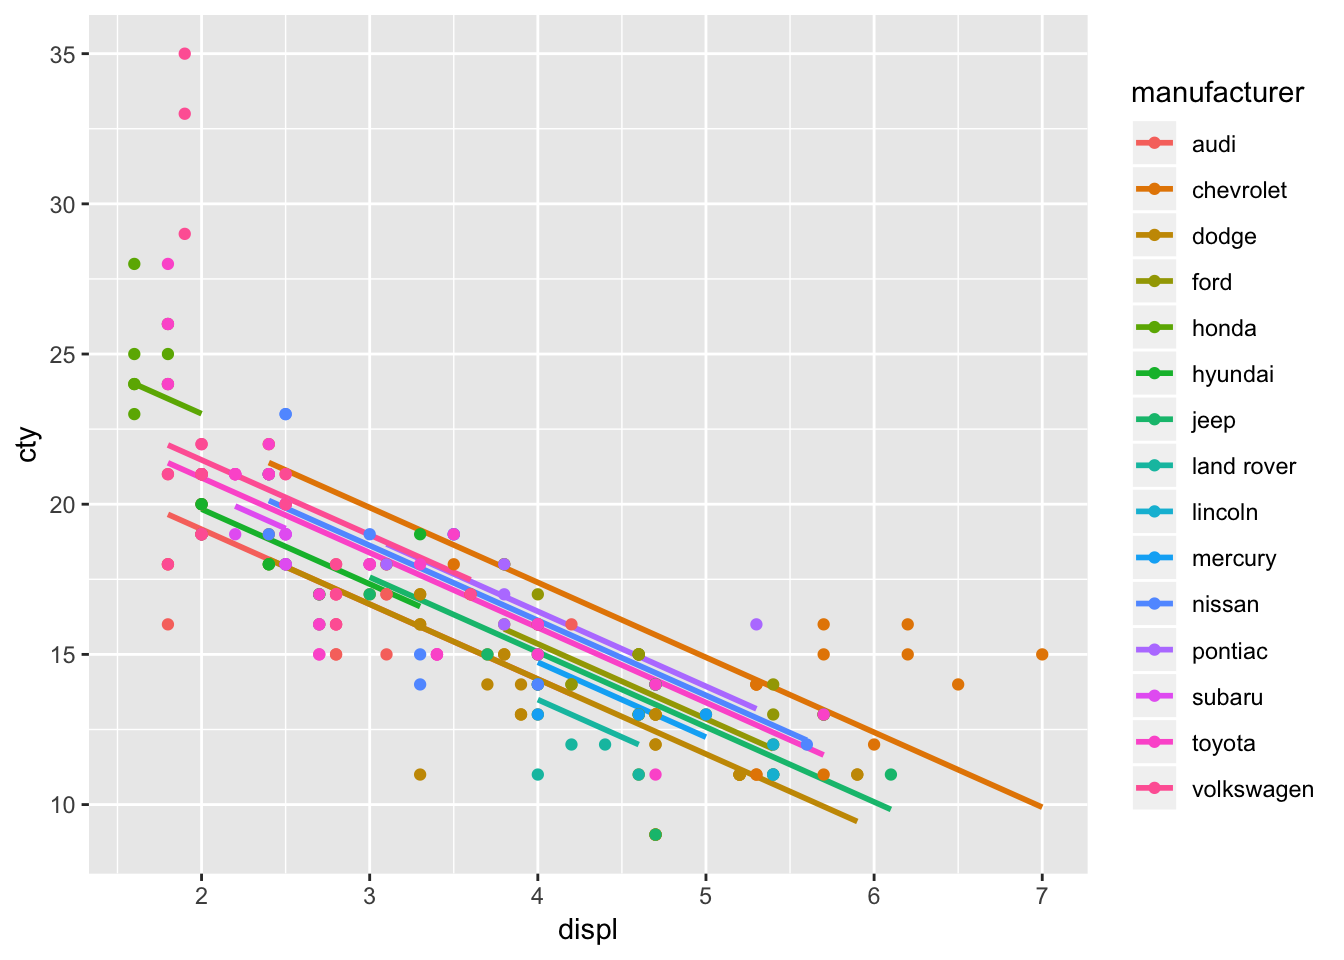 manufacturer
audi
chevrolet
dodge
ford
honda
hyundai
jeep
land rover
lincoln
mercury
nissan
pontiac
subaru
toyota
volkswagen
cty
35
30
25
20
15
10
2 3 4 5 6 7
displ